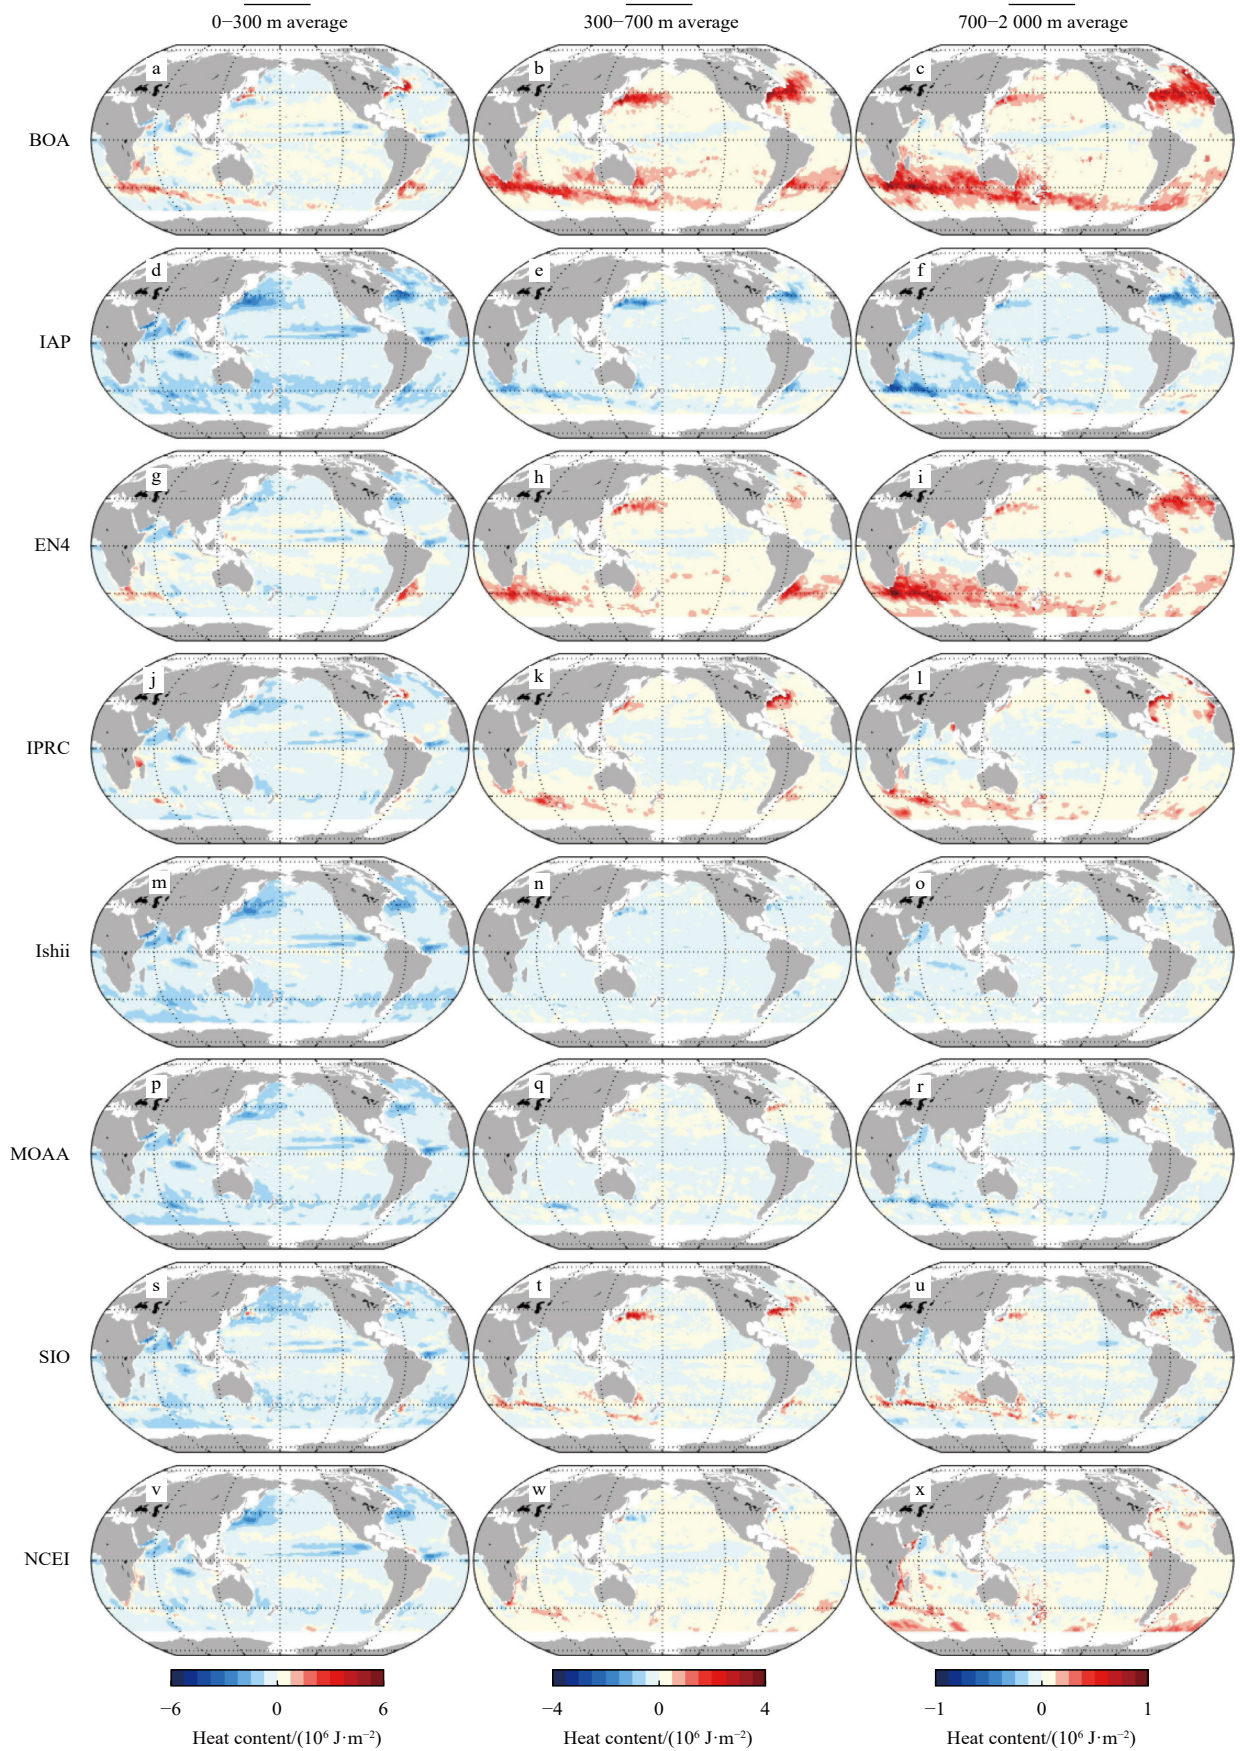 0−300 m average 300−700 m average 700−2 000 m average
a b c
BOA
d e f
IAP
g h i
EN4
j k l
IPRC
m n o
Ishii
p q r
MOAA
s t u
SIO
v w x
NCEI
−6 0 6 −4 0 4 −1 0 1
Heat content/(10⁶ J·m⁻²) Heat content/(10⁶ J·m⁻²) Heat content/(10⁶ J·m⁻²)